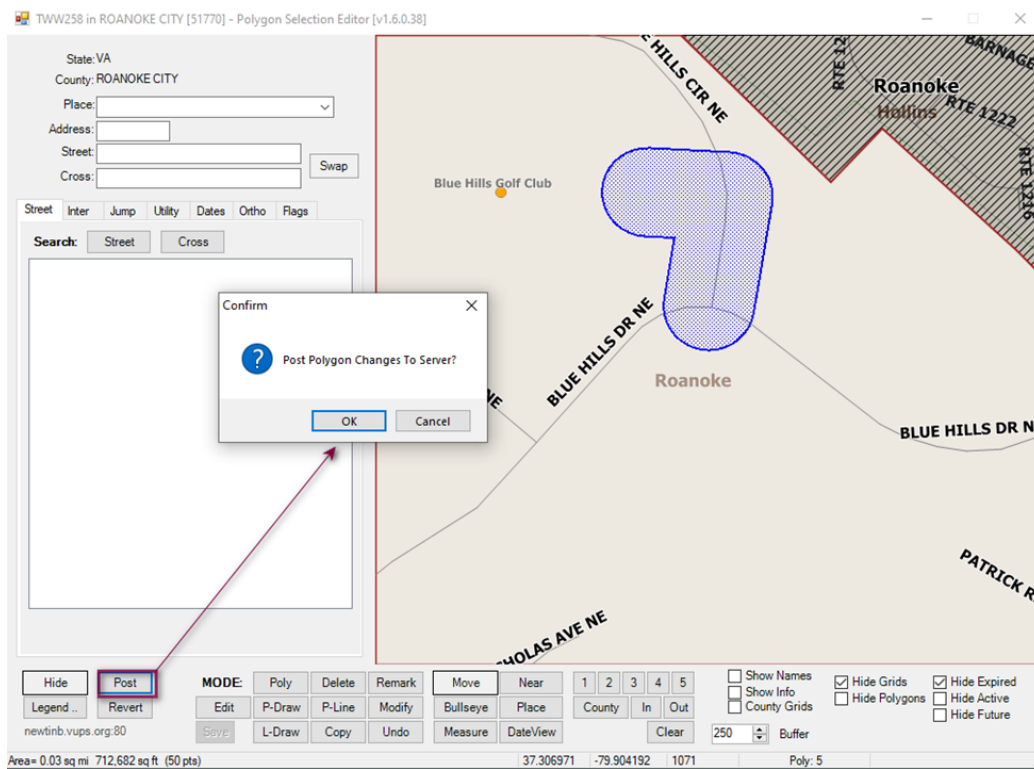 TWW258 in ROANOKE CITY [51770] - Polygon Selection Editor [v1.6.0.38]
State: VA
County: ROANOKE CITY
Place:
Address:
Street:
Cross:
Swap
Street Inter Jump Utility Dates Ortho Flags
Search: Street Cross
Confirm
Post Polygon Changes To Server?
OK Cancel
E HILLS CIR NE
BARNAGE
RTE 12
Roanoke
Hollins
RTE 1222
RTE 1216
Blue Hills Golf Club
BLUE HILLS DR NE
NE
Roanoke
BLUE HILLS DR N
PATRICK R
HOLAS AVE NE
Hide Post MODE: Poly Delete Remark Move Near 1 2 3 4 5
Legend .. Revert Edit P-Draw P-Line Modify Bullseye Place County In Out
newtinb.vups.org:80 Save L-Draw Copy Undo Measure DateView Clear 250 Buffer
Show Names
Show Info
County Grids
Hide Grids
Hide Polygons
Hide Expired
Hide Active
Hide Future
Area= 0.03 sq mi 712,682 sq ft (50 pts) 37.306971 -79.904192 1071 Poly: 5